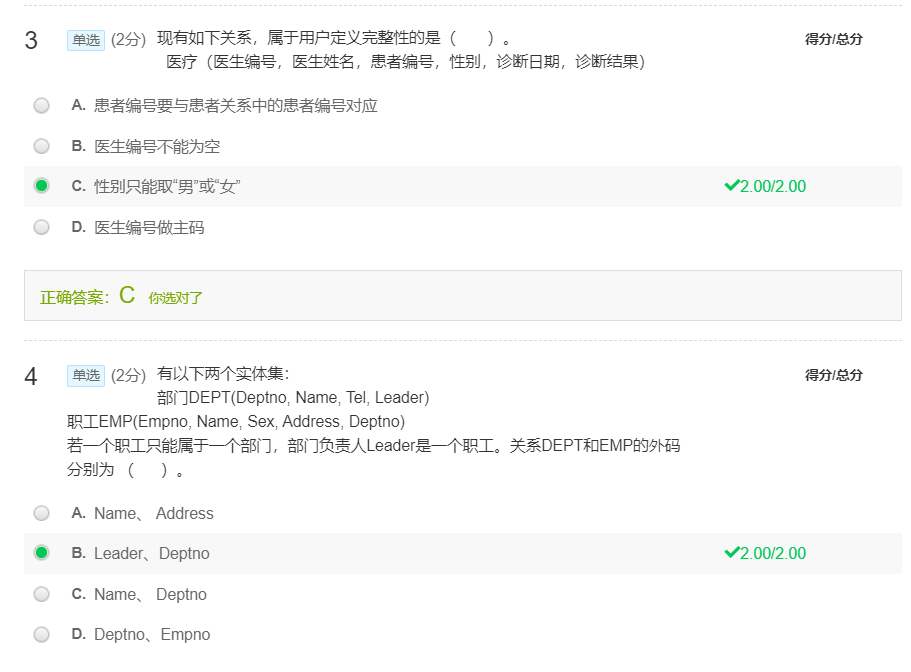 3 单选 (2分) 现有如下关系，属于用户定义完整性的是（ ）。 得分/总分
医疗（医生编号，医生姓名，患者编号，性别，诊断日期，诊断结果）
A. 患者编号要与患者关系中的患者编号对应
B. 医生编号不能为空
C. 性别只能取“男”或“女” 2.00/2.00
D. 医生编号做主码
正确答案：C 你选对了
4 单选 (2分) 有以下两个实体集： 得分/总分
部门DEPT(Deptno, Name, Tel, Leader)
职工EMP(Empno, Name, Sex, Address, Deptno)
若一个职工只能属于一个部门，部门负责人Leader是一个职工。关系DEPT和EMP的外码
分别为 （ ）。
A. Name、 Address
B. Leader、Deptno 2.00/2.00
C. Name、 Deptno
D. Deptno、Empno